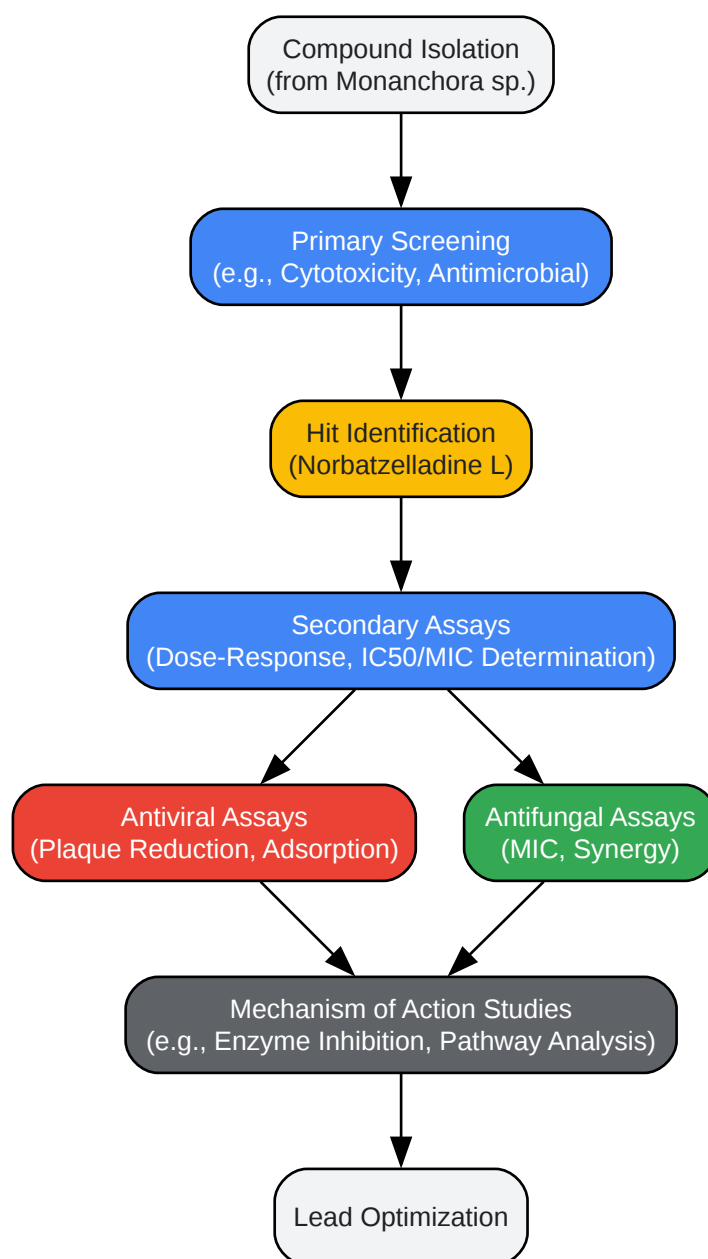 Compound Isolation
(from Monanchora sp.)
Primary Screening
(e.g., Cytotoxicity, Antimicrobial)
Hit Identification
(Norbatzelladine L)
Secondary Assays
(Dose-Response, IC50/MIC Determination)
Antiviral Assays
(Plaque Reduction, Adsorption)
Antifungal Assays
(MIC, Synergy)
Mechanism of Action Studies
(e.g., Enzyme Inhibition, Pathway Analysis)
Lead Optimization